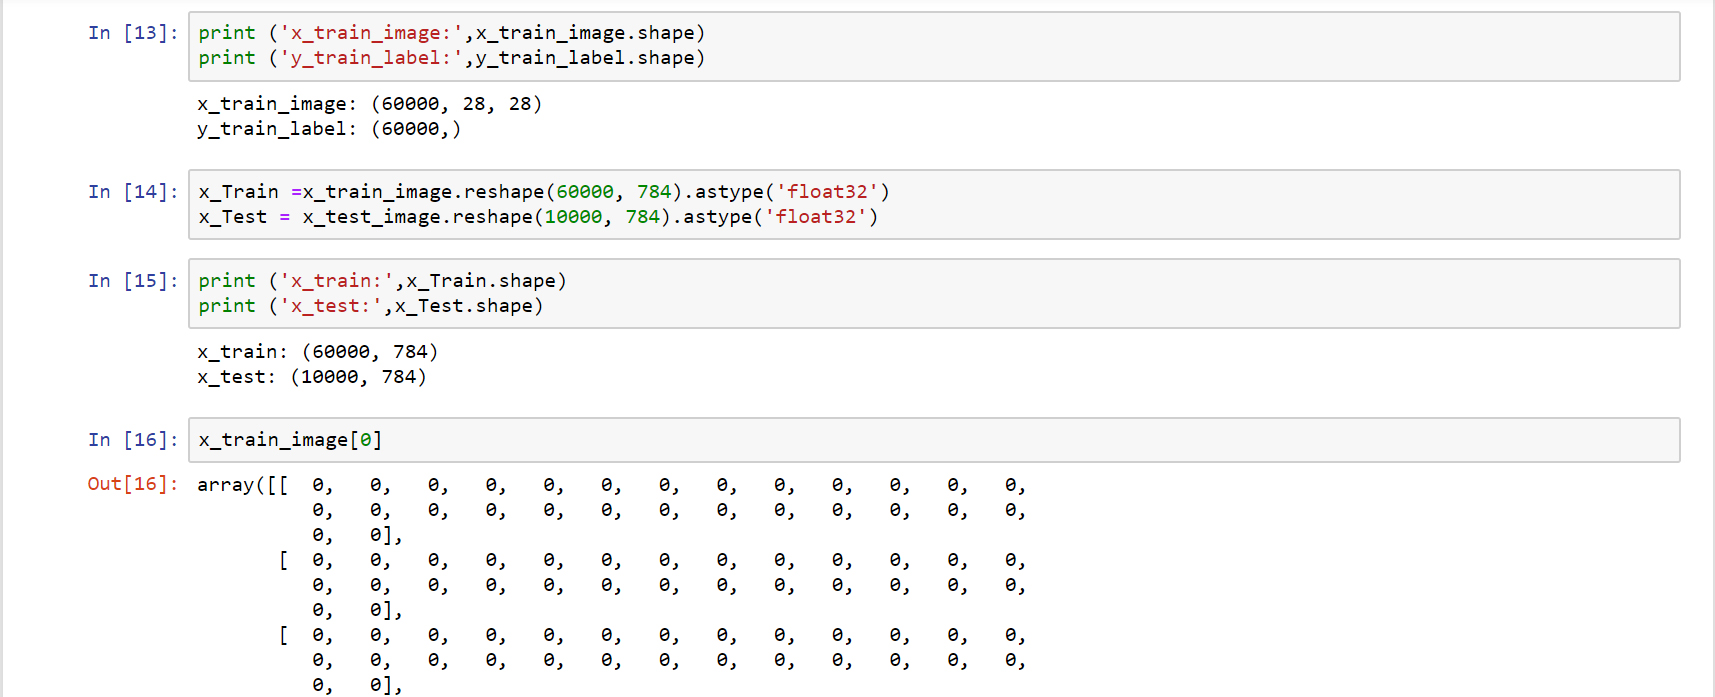 In [13]: print ('x_train_image:',x_train_image.shape)
print ('y_train_label:',y_train_label.shape)
x_train_image: (60000, 28, 28)
y_train_label: (60000,)
In [14]: x_Train =x_train_image.reshape(60000, 784).astype('float32')
x_Test = x_test_image.reshape(10000, 784).astype('float32')
In [15]: print ('x_train:',x_Train.shape)
print ('x_test:',x_Test.shape)
x_train: (60000, 784)
x_test: (10000, 784)
In [16]: x_train_image[0]
Out[16]: array([[  0,   0,   0,   0,   0,   0,   0,   0,   0,   0,   0,   0,   0,
0,   0,   0,   0,   0,   0,   0,   0,   0,   0,   0,   0,   0,
0,   0],
[  0,   0,   0,   0,   0,   0,   0,   0,   0,   0,   0,   0,   0,
0,   0,   0,   0,   0,   0,   0,   0,   0,   0,   0,   0,   0,
0,   0],
[  0,   0,   0,   0,   0,   0,   0,   0,   0,   0,   0,   0,   0,
0,   0,   0,   0,   0,   0,   0,   0,   0,   0,   0,   0,   0,
0,   0],